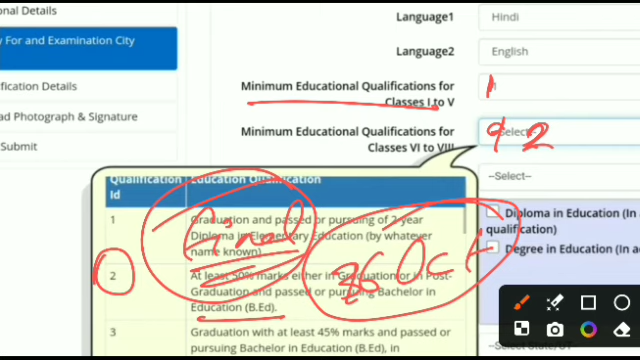 onal Details
y For and Examination City
fication Details
ad Photograph & Signature
Submit
Language1 Hindi
Language2 English
Minimum Educational Qualifications for
Classes I to V
1
Minimum Educational Qualifications for
Classes VI to VIII
--Select--
2
--Select--
Qualification Id Education Qualification
1 Graduation and passed or pursuing of 2-year
Diploma in Elementary Education (by whatever
name known).
2 At least 50% marks either in Graduation or in Post-
Graduation and passed or pursuing Bachelor in
Education (B.Ed).
3 Graduation with at least 45% marks and passed or
pursuing Bachelor in Education (B.Ed), in
Diploma in Education (In a
qualification)
Degree in Education (In ac
--Select State/UT--